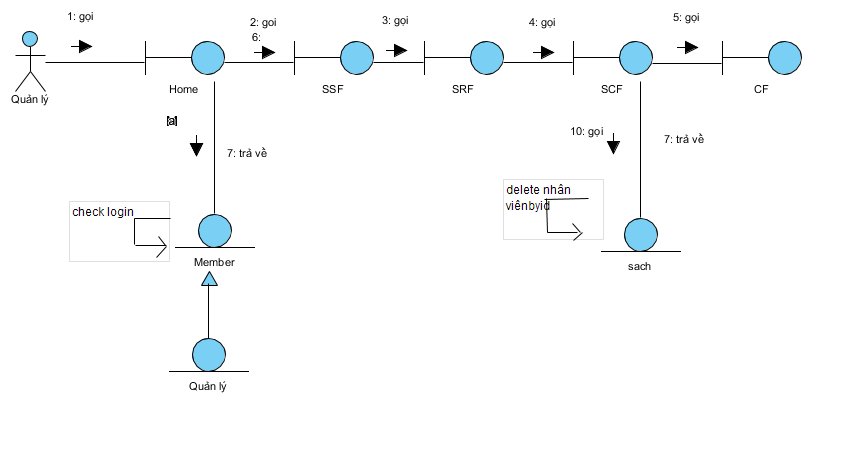 1: gọi
2: gọi
6:
3: gọi
4: gọi
5: gọi
Quản lý
Home
SSF
SRF
SCF
CF
7: trả về
10: gọi
7: trả về
check login
delete nhân
viênbyid
Member
sach
Quản lý